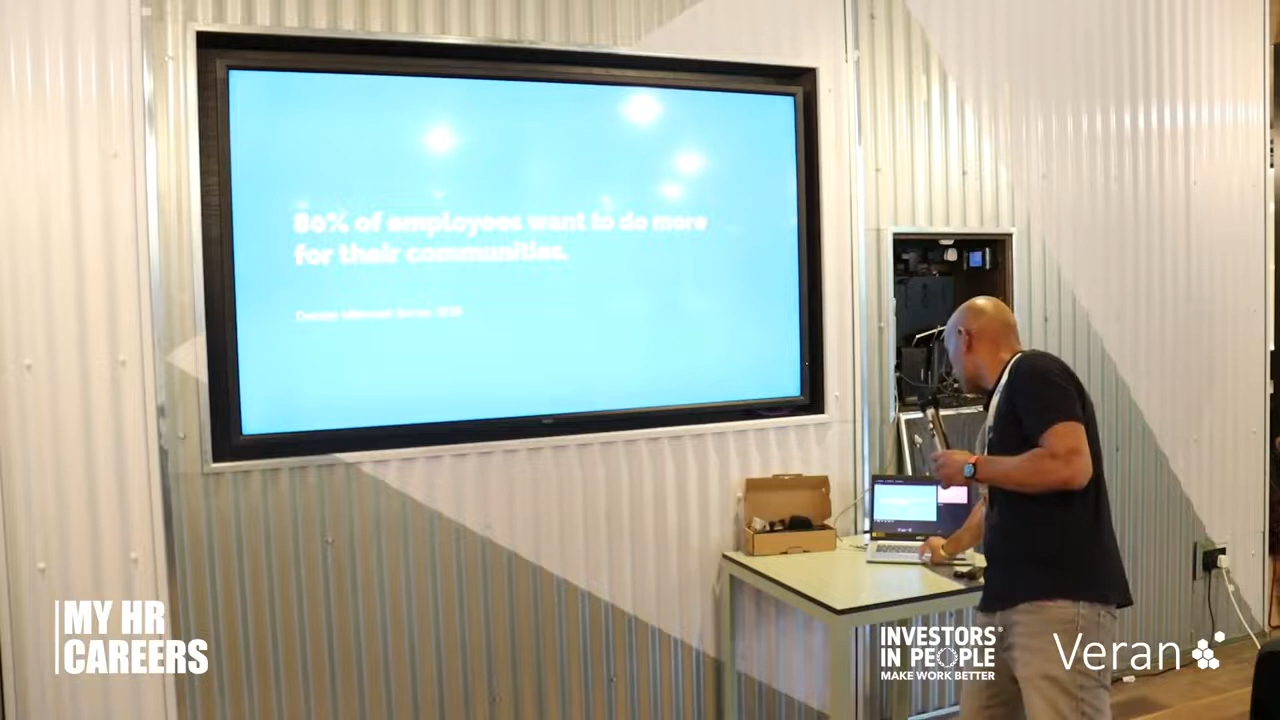 80% of employees want to do more
for their communities.
MY HR
CAREERS
INVESTORS®
IN PEOPLE
MAKE WORK BETTER
Veran